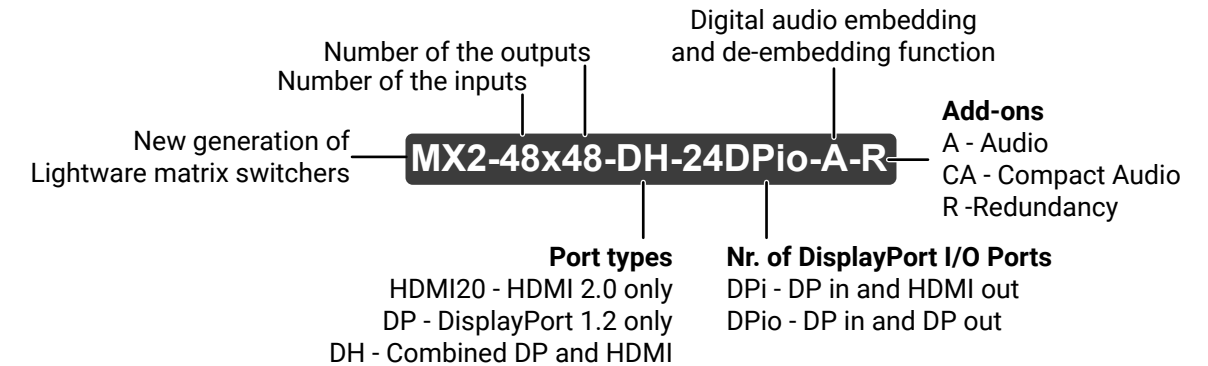 Digital audio embedding
and de-embedding function
Number of the outputs
Number of the inputs
New generation of
Lightware matrix switchers
MX2-48x48-DH-24DPio-A-R
Add-ons
A - Audio
CA - Compact Audio
R -Redundancy
Port types
HDMI20 - HDMI 2.0 only
DP - DisplayPort 1.2 only
DH - Combined DP and HDMI
Nr. of DisplayPort I/O Ports
DPi - DP in and HDMI out
DPio - DP in and DP out